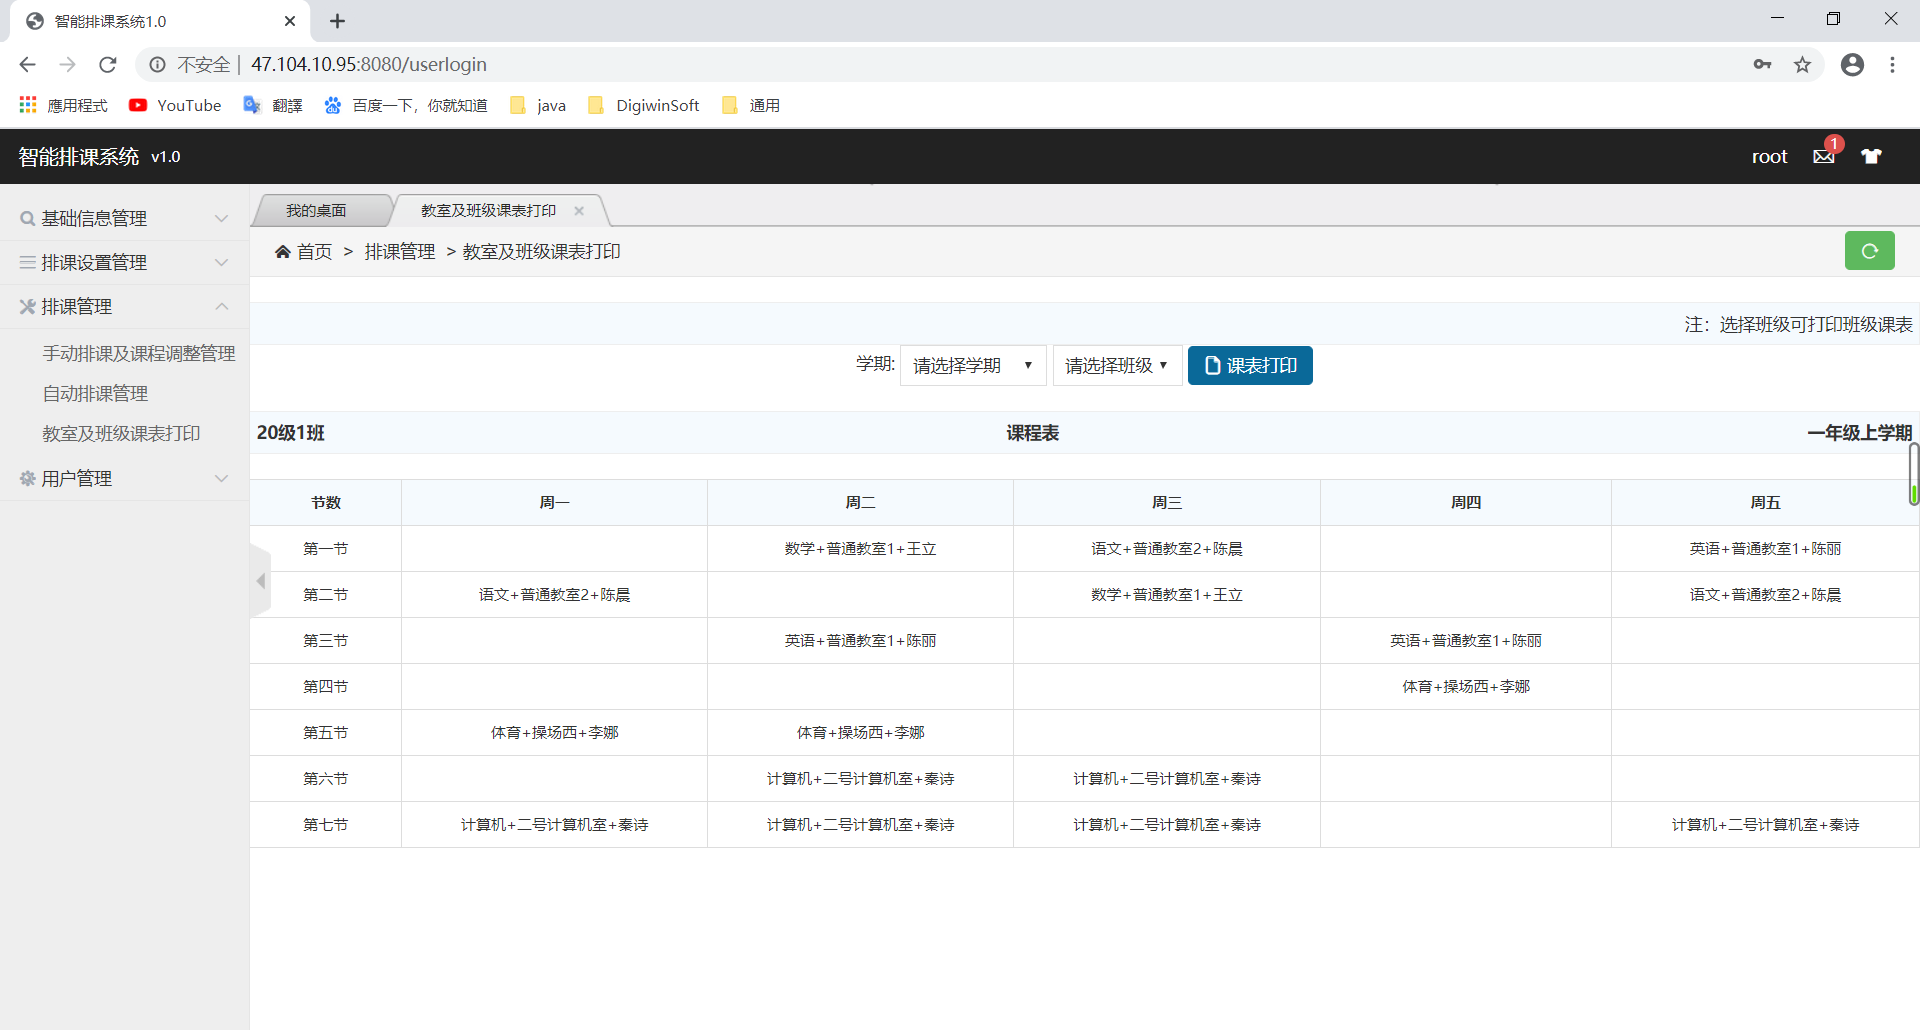 智能排课系统1.0
不安全 | 47.104.10.95:8080/userlogin
應用程式 YouTube 翻譯 百度一下，你就知道 java DigiwinSoft 通用
智能排课系统 v1.0 root 1
基础信息管理
排课设置管理
排课管理
手动排课及课程调整管理
自动排课管理
教室及班级课表打印
用户管理
我的桌面 教室及班级课表打印
首页 > 排课管理 > 教室及班级课表打印
注：选择班级可打印班级课表
学期: 请选择学期 请选择班级 课表打印
20级1班 课程表 一年级上学期
节数 周一 周二 周三 周四 周五
第一节 数学+普通教室1+王立 语文+普通教室2+陈晨 英语+普通教室1+陈丽
第二节 语文+普通教室2+陈晨 数学+普通教室1+王立 语文+普通教室2+陈晨
第三节 英语+普通教室1+陈丽 英语+普通教室1+陈丽
第四节 体育+操场西+李娜
第五节 体育+操场西+李娜 体育+操场西+李娜
第六节 计算机+二号计算机室+秦诗 计算机+二号计算机室+秦诗
第七节 计算机+二号计算机室+秦诗 计算机+二号计算机室+秦诗 计算机+二号计算机室+秦诗 计算机+二号计算机室+秦诗